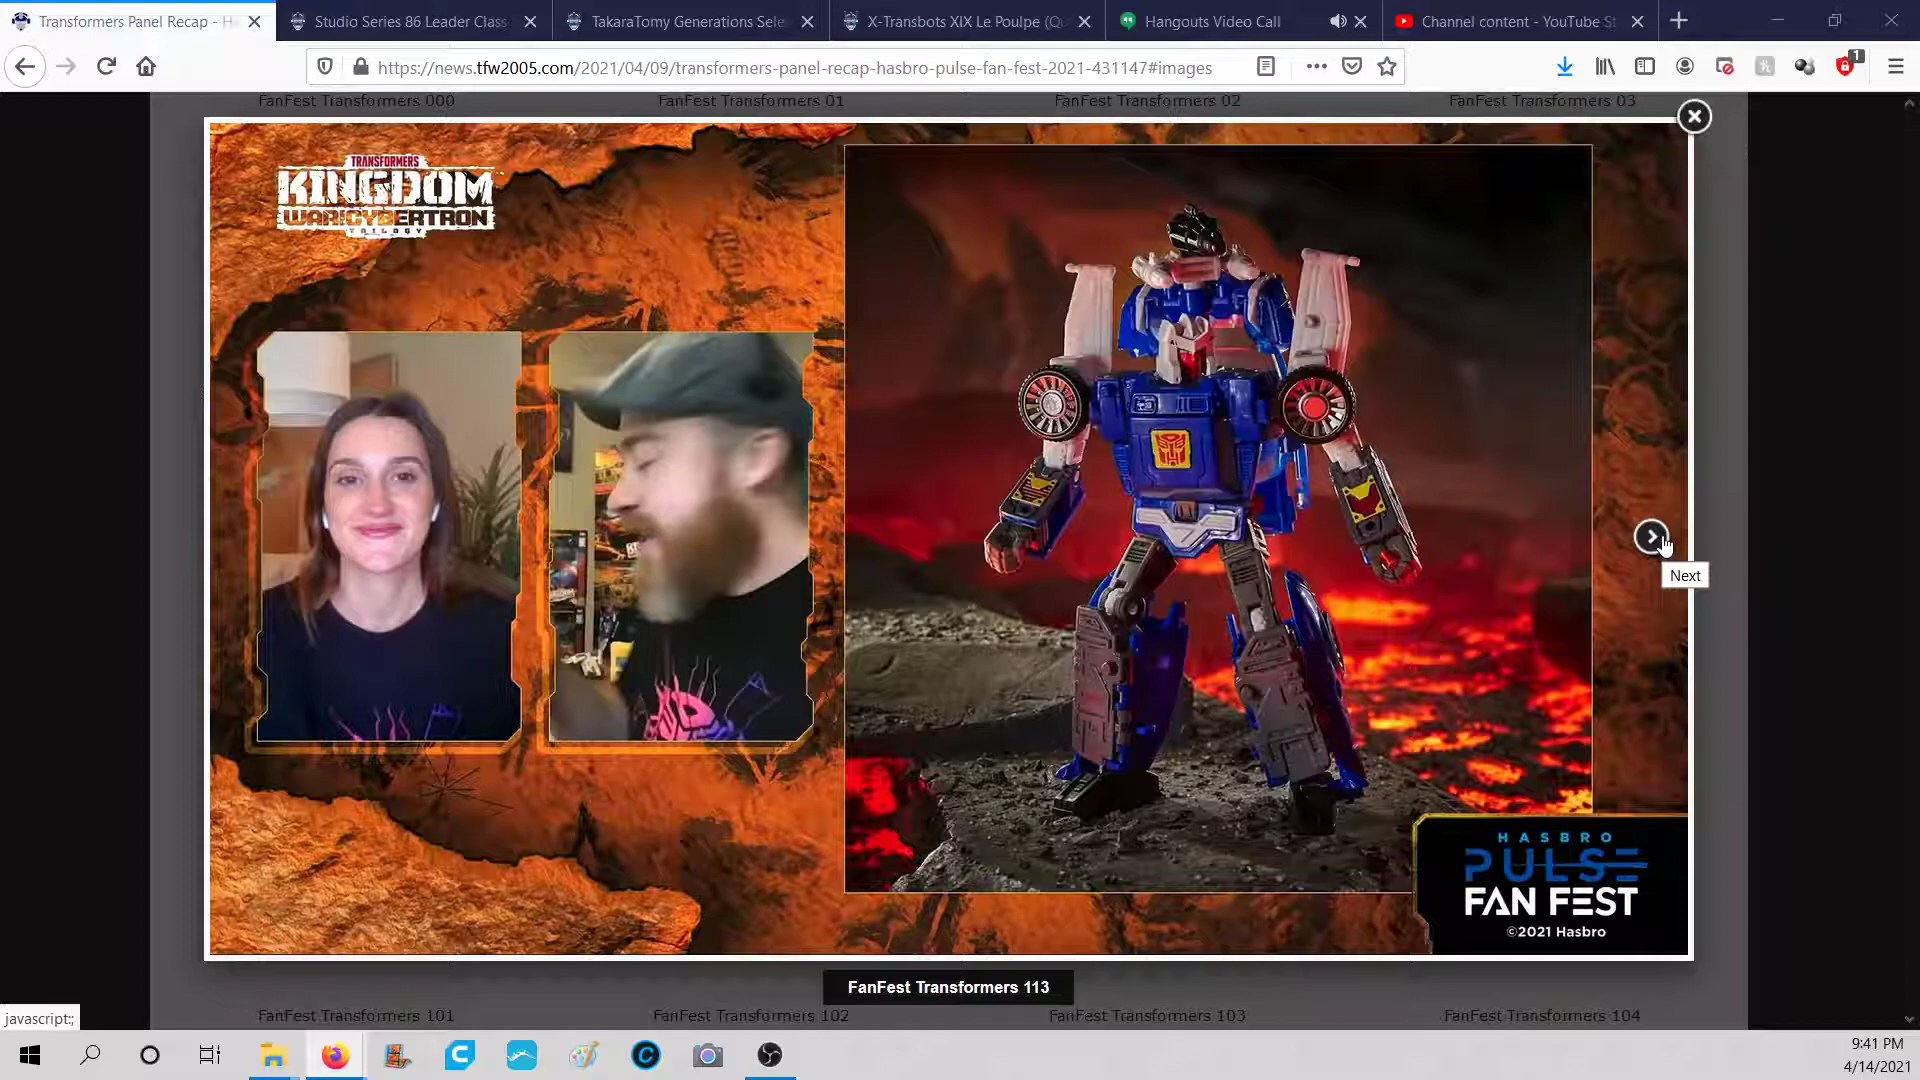 Transformers Panel Recap - H
Studio Series 86 Leader Class
TakaraTomy Generations Sele
X-Transbots XIX Le Poulpe (Q
Hangouts Video Call
Channel content - YouTube St
https://news.tfw2005.com/2021/04/09/transformers-panel-recap-hasbro-pulse-fan-fest-2021-431147#images
1
FanFest Transformers 000
FanFest Transformers 01
FanFest Transformers 02
FanFest Transformers 03
TRANSFORMERS
KINGDOM
WAR FOR CYBERTRON
TRILOGY
Next
HASBRO
PULSE
FAN FEST
©2021 Hasbro
FanFest Transformers 113
javascript:;
FanFest Transformers 101
FanFest Transformers 102
FanFest Transformers 103
FanFest Transformers 104
9:41 PM
4/14/2021